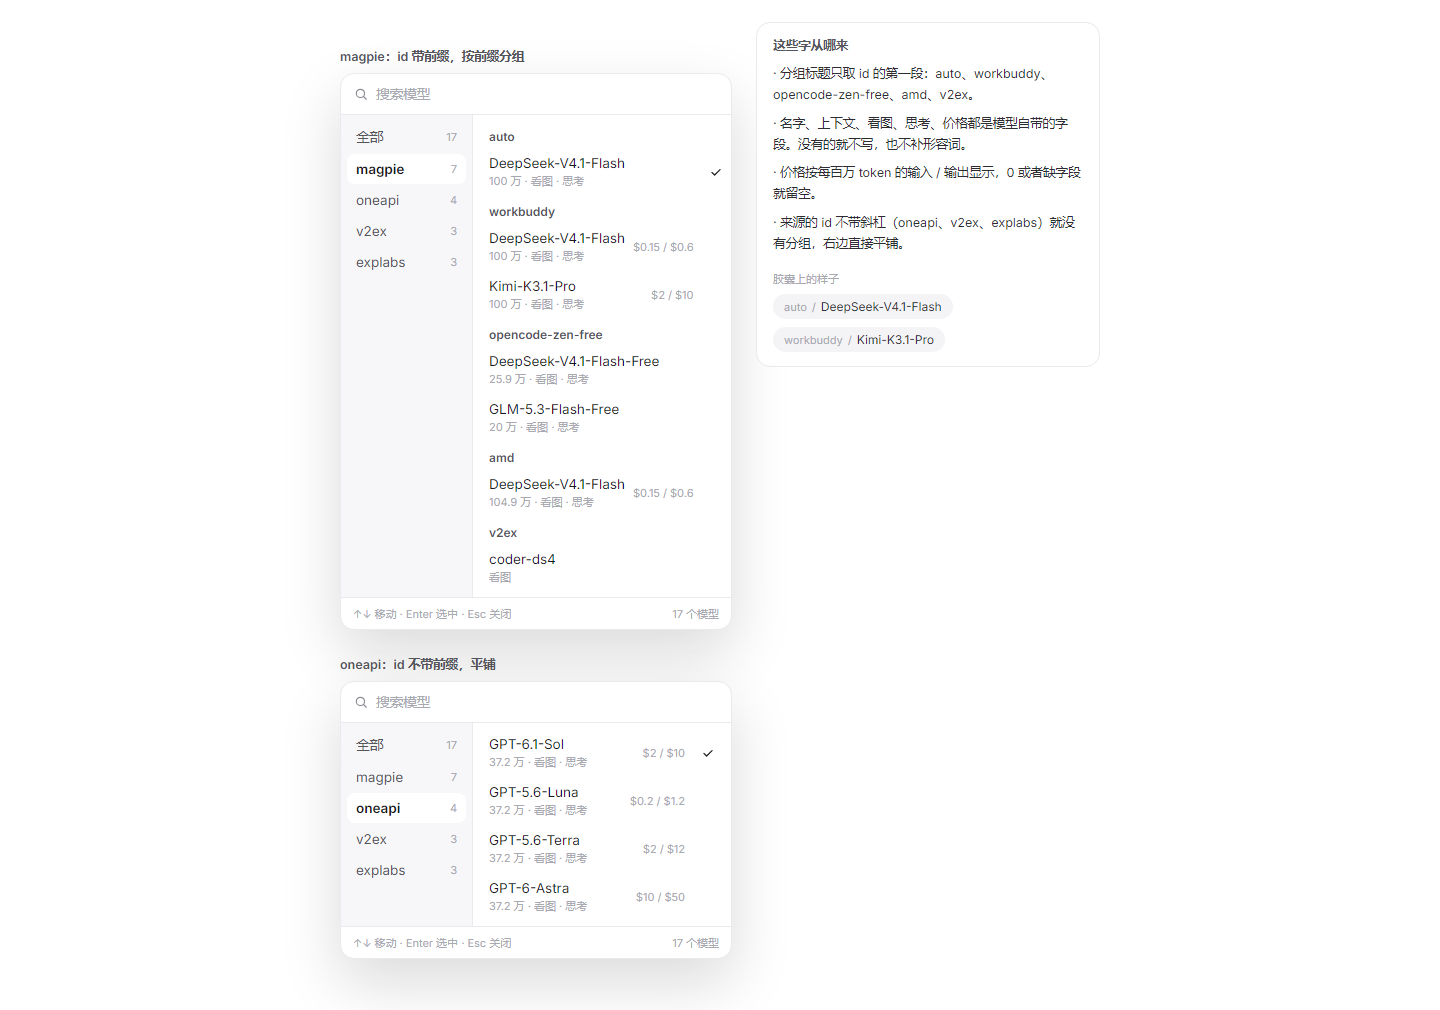 magpie：id 带前缀，按前缀分组
搜索模型
全部 17
magpie 7
oneapi 4
v2ex 3
explabs 3
auto
DeepSeek-V4.1-Flash
100 万 · 看图 · 思考
workbuddy
DeepSeek-V4.1-Flash
100 万 · 看图 · 思考
$0.15 / $0.6
Kimi-K3.1-Pro
100 万 · 看图 · 思考
$2 / $10
opencode-zen-free
DeepSeek-V4.1-Flash-Free
25.9 万 · 看图 · 思考
GLM-5.3-Flash-Free
20 万 · 看图 · 思考
amd
DeepSeek-V4.1-Flash
104.9 万 · 看图 · 思考
$0.15 / $0.6
v2ex
coder-ds4
看图
↑↓ 移动 · Enter 选中 · Esc 关闭
17 个模型
oneapi：id 不带前缀，平铺
搜索模型
全部 17
magpie 7
oneapi 4
v2ex 3
explabs 3
GPT-6.1-Sol
37.2 万 · 看图 · 思考
$2 / $10
GPT-5.6-Luna
37.2 万 · 看图 · 思考
$0.2 / $1.2
GPT-5.6-Terra
37.2 万 · 看图 · 思考
$2 / $12
GPT-6-Astra
37.2 万 · 看图 · 思考
$10 / $50
↑↓ 移动 · Enter 选中 · Esc 关闭
17 个模型
这些字从哪来
· 分组标题只取 id 的第一段：auto、workbuddy、
opencode-zen-free、amd、v2ex。
· 名字、上下文、看图、思考、价格都是模型自带的字
段。没有的就不写，也不补形容词。
· 价格按每百万 token 的输入 / 输出显示，0 或者缺字段
就留空。
· 来源的 id 不带斜杠（oneapi、v2ex、explabs）就没
有分组，右边直接平铺。
胶囊上的样子
auto / DeepSeek-V4.1-Flash
workbuddy / Kimi-K3.1-Pro